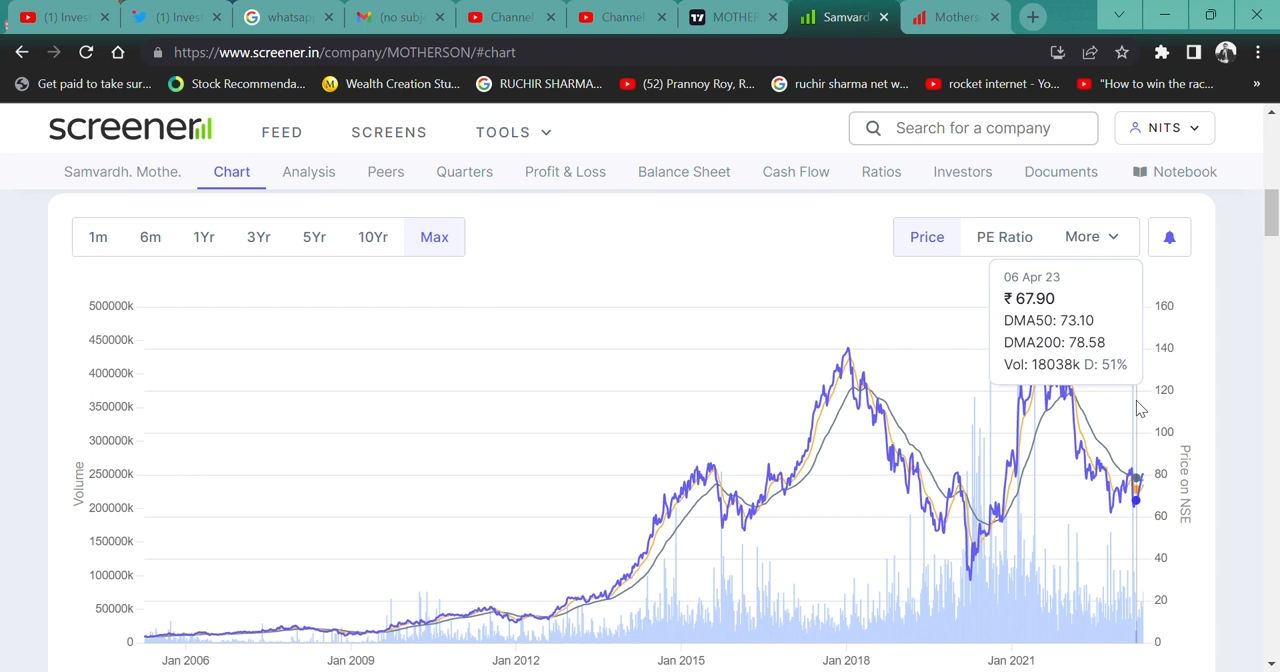 (1) Invest
(1) Invest
whatsapp
(no subje
Channel
Channel
MOTHER
Samvard
Mothers
https://www.screener.in/company/MOTHERSON/#chart
Get paid to take sur...
Stock Recommenda...
Wealth Creation Stu...
RUCHIR SHARMA...
(52) Prannoy Roy, R...
ruchir sharma net w...
rocket internet - Yo...
"How to win the rac...
»
screener
FEED
SCREENS
TOOLS
Search for a company
NITS
Samvardh. Mothe.
Chart
Analysis
Peers
Quarters
Profit & Loss
Balance Sheet
Cash Flow
Ratios
Investors
Documents
Notebook
1m
6m
1Yr
3Yr
5Yr
10Yr
Max
Price
PE Ratio
More
06 Apr 23
₹ 67.90
DMA50: 73.10
DMA200: 78.58
Vol: 18038k D: 51%
500000k
450000k
400000k
350000k
300000k
250000k
200000k
150000k
100000k
50000k
0
Volume
160
140
120
100
80
60
40
20
0
Price on NSE
Jan 2006
Jan 2009
Jan 2012
Jan 2015
Jan 2018
Jan 2021